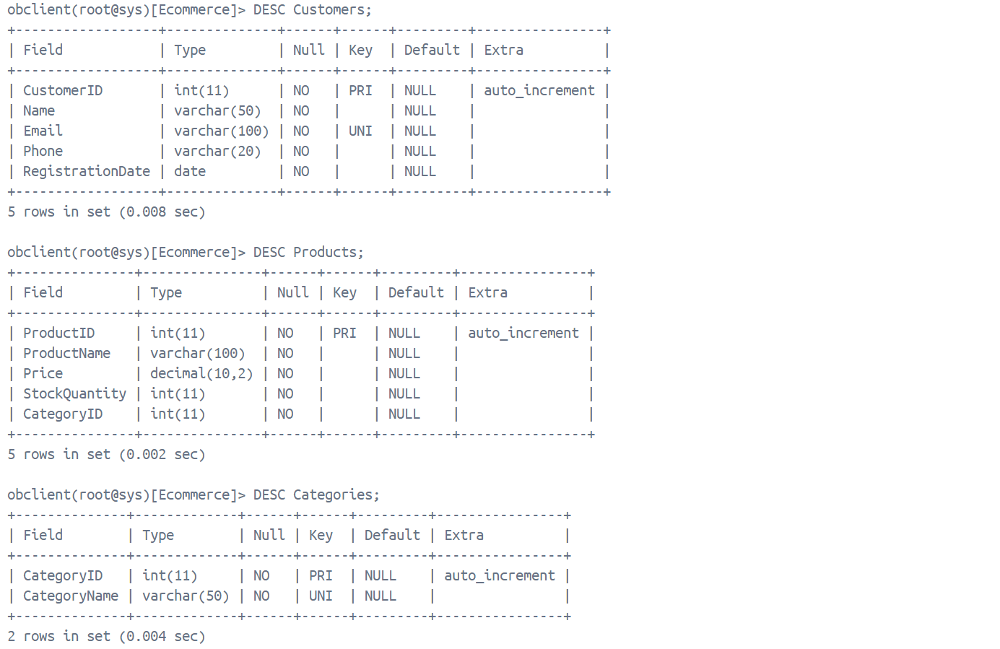 obclient(root@sys)[Ecommerce]> DESC Customers;
+------------------+--------------+------+------+---------+----------------+
| Field            | Type         | Null | Key  | Default | Extra          |
+------------------+--------------+------+------+---------+----------------+
| CustomerID       | int(11)      | NO   | PRI  | NULL    | auto_increment |
| Name             | varchar(50)  | NO   |      | NULL    |                |
| Email            | varchar(100) | NO   | UNI  | NULL    |                |
| Phone            | varchar(20)  | NO   |      | NULL    |                |
| RegistrationDate | date         | NO   |      | NULL    |                |
+------------------+--------------+------+------+---------+----------------+
5 rows in set (0.008 sec)

obclient(root@sys)[Ecommerce]> DESC Products;
+---------------+---------------+------+------+---------+----------------+
| Field         | Type          | Null | Key  | Default | Extra          |
+---------------+---------------+------+------+---------+----------------+
| ProductID     | int(11)       | NO   | PRI  | NULL    | auto_increment |
| ProductName   | varchar(100)  | NO   |      | NULL    |                |
| Price         | decimal(10,2) | NO   |      | NULL    |                |
| StockQuantity | int(11)       | NO   |      | NULL    |                |
| CategoryID    | int(11)       | NO   |      | NULL    |                |
+---------------+---------------+------+------+---------+----------------+
5 rows in set (0.002 sec)

obclient(root@sys)[Ecommerce]> DESC Categories;
+--------------+-------------+------+------+---------+----------------+
| Field        | Type        | Null | Key  | Default | Extra          |
+--------------+-------------+------+------+---------+----------------+
| CategoryID   | int(11)     | NO   | PRI  | NULL    | auto_increment |
| CategoryName | varchar(50) | NO   | UNI  | NULL    |                |
+--------------+-------------+------+------+---------+----------------+
2 rows in set (0.004 sec)